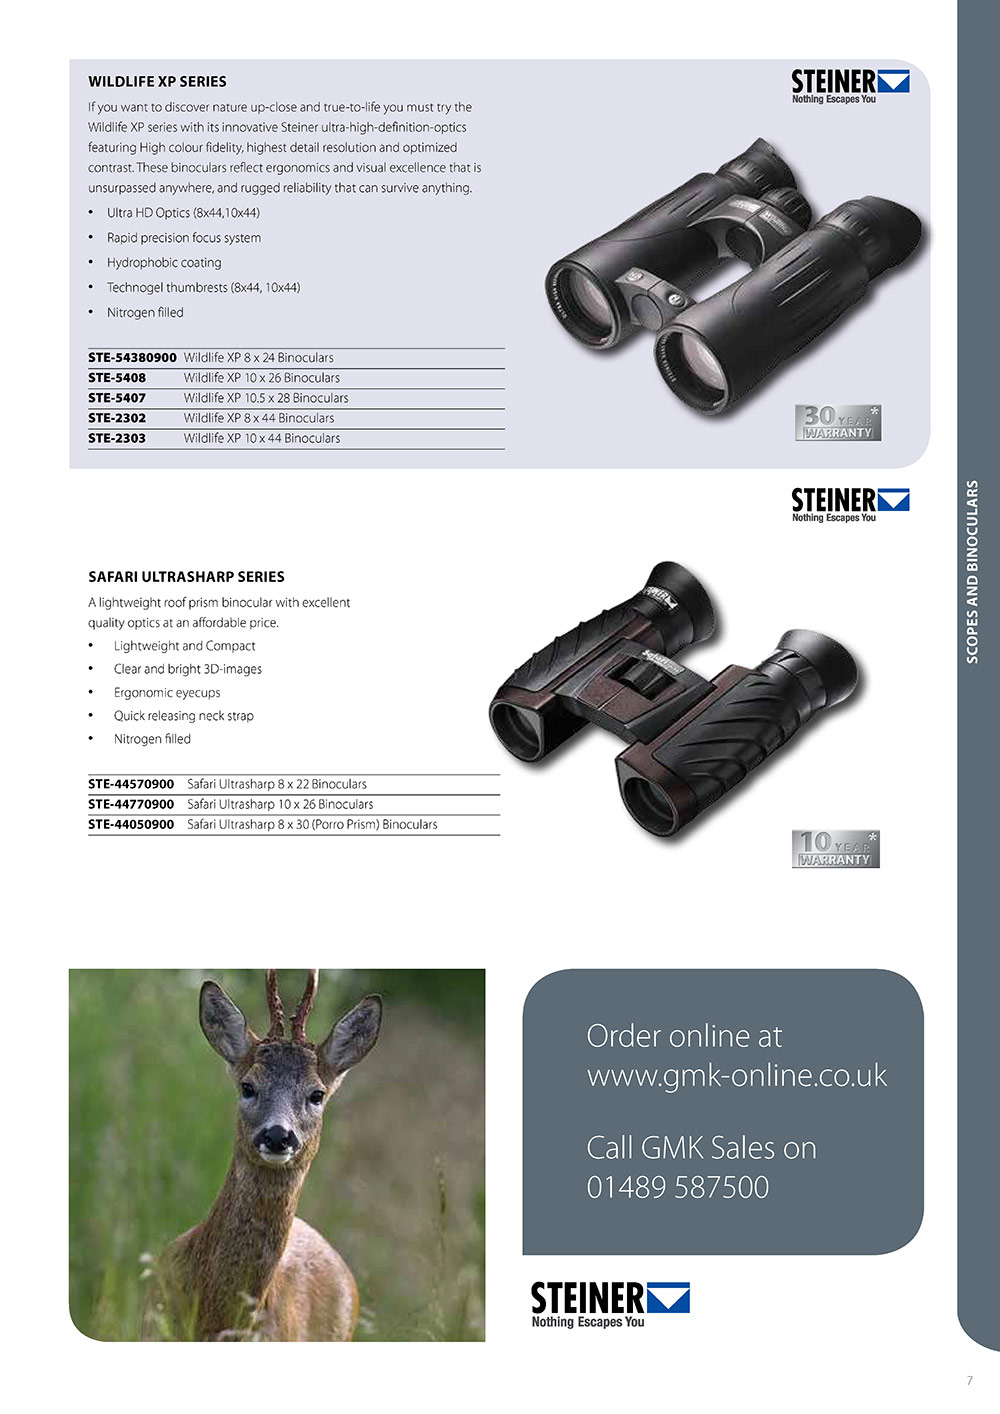 WILDLIFE XP SERIES
If you want to discover nature up-close and true-to-life you must try the
Wildlife XP series with its innovative Steiner ultra-high-definition-optics
featuring High colour fidelity, highest detail resolution and optimized
contrast. These binoculars reflect ergonomics and visual excellence that is
unsurpassed anywhere, and rugged reliability that can survive anything.
• Ultra HD Optics (8x44,10x44)
• Rapid precision focus system
• Hydrophobic coating
• Technogel thumbrests (8x44, 10x44)
• Nitrogen filled
STE-54380900 Wildlife XP 8 x 24 Binoculars
STE-5408 Wildlife XP 10 x 26 Binoculars
STE-5407 Wildlife XP 10.5 x 28 Binoculars
STE-2302 Wildlife XP 8 x 44 Binoculars
STE-2303 Wildlife XP 10 x 44 Binoculars
STEINER
Nothing Escapes You
30 YEAR *
WARRANTY
STEINER
Nothing Escapes You
SAFARI ULTRASHARP SERIES
A lightweight roof prism binocular with excellent
quality optics at an affordable price.
• Lightweight and Compact
• Clear and bright 3D-images
• Ergonomic eyecups
• Quick releasing neck strap
• Nitrogen filled
STE-44570900 Safari Ultrasharp 8 x 22 Binoculars
STE-44770900 Safari Ultrasharp 10 x 26 Binoculars
STE-44050900 Safari Ultrasharp 8 x 30 (Porro Prism) Binoculars
STEINER
Safari
10 YEAR *
WARRANTY
SCOPES AND BINOCULARS
Order online at
www.gmk-online.co.uk
Call GMK Sales on
01489 587500
STEINER
Nothing Escapes You
7